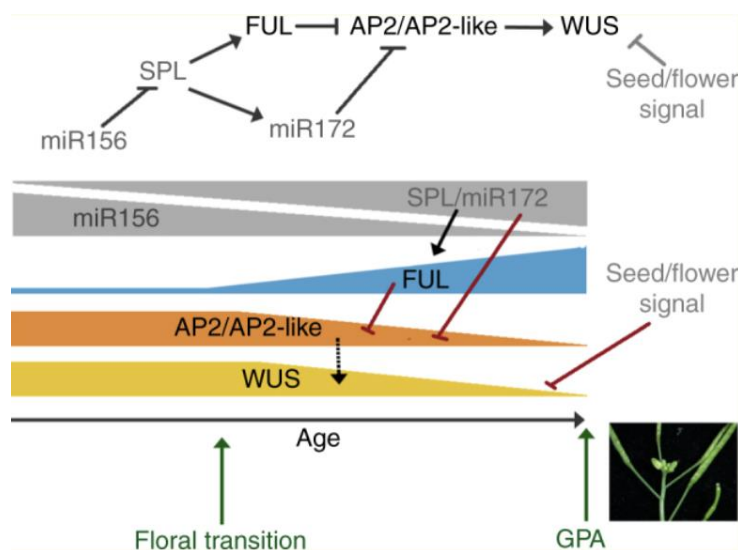 FUL AP2/AP2-like WUS
SPL
Seed/flower
signal
miR156
miR172
SPL/miR172
miR156
FUL
Seed/flower
signal
AP2/AP2-like
WUS
Age
Floral transition
GPA